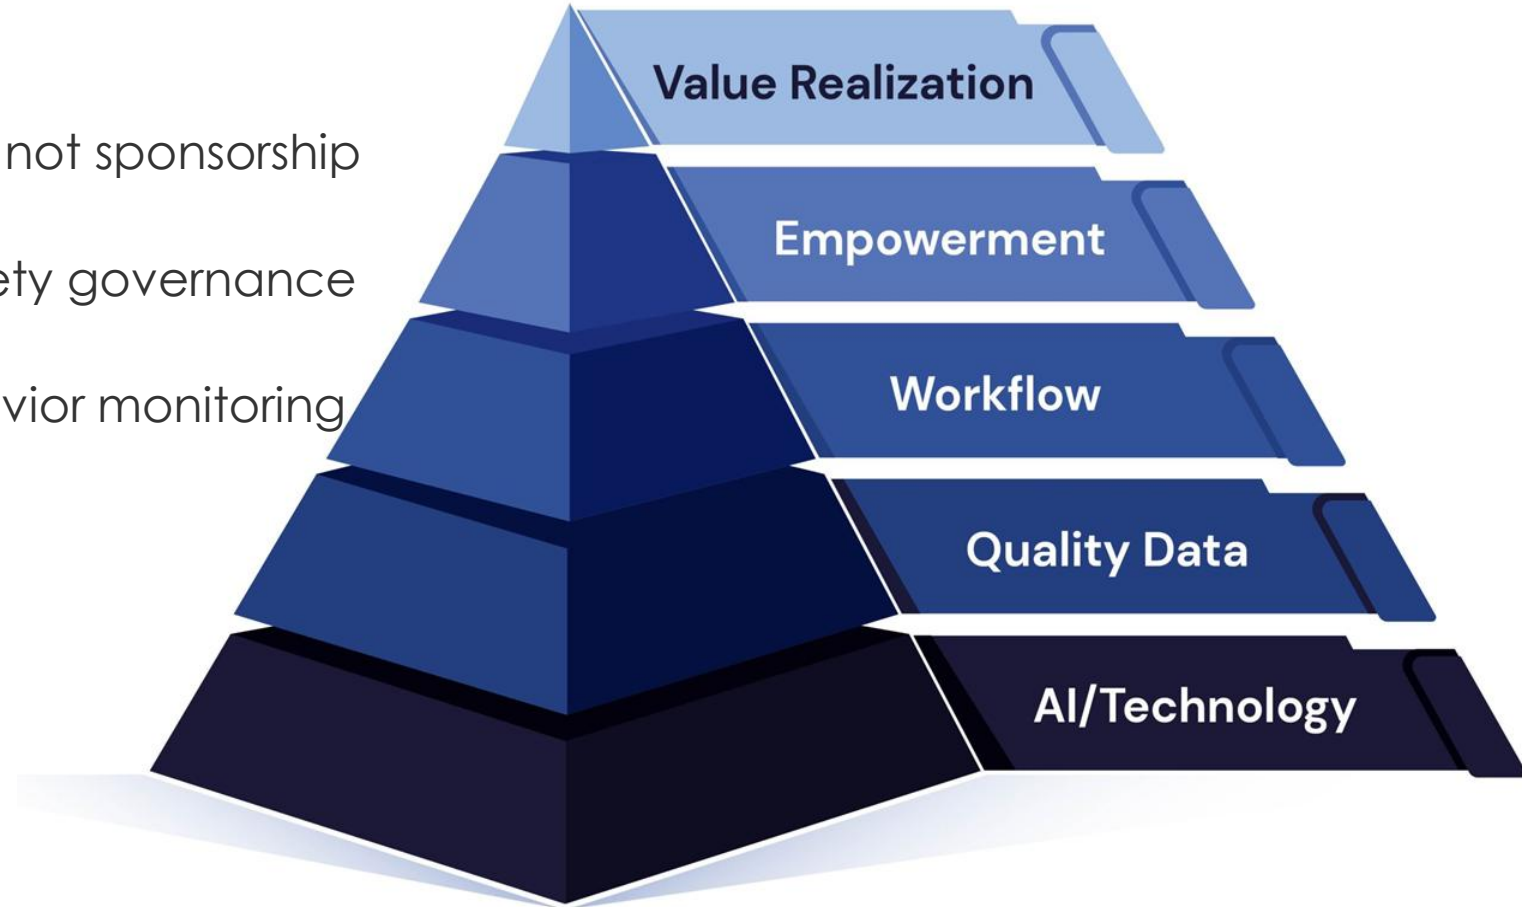 Value Realization
not sponsorship
Empowerment
governance
Workflow
monitoring
Quality Data
AI/Technology